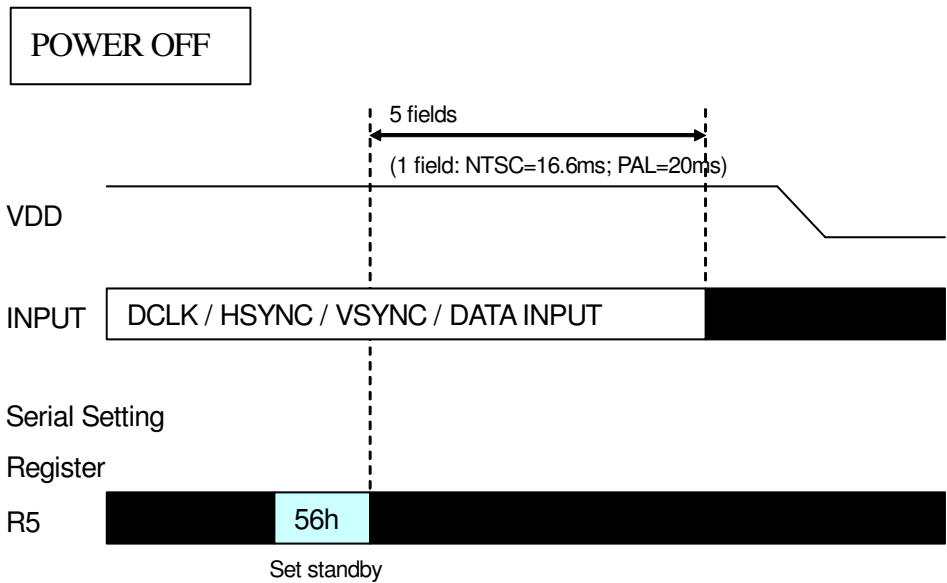 POWER OFF
5 fields
(1 field: NTSC=16.6ms; PAL=20ms)
VDD
INPUT DCLK / HSYNC / VSYNC / DATA INPUT
Serial Setting
Register
R5 56h
Set standby